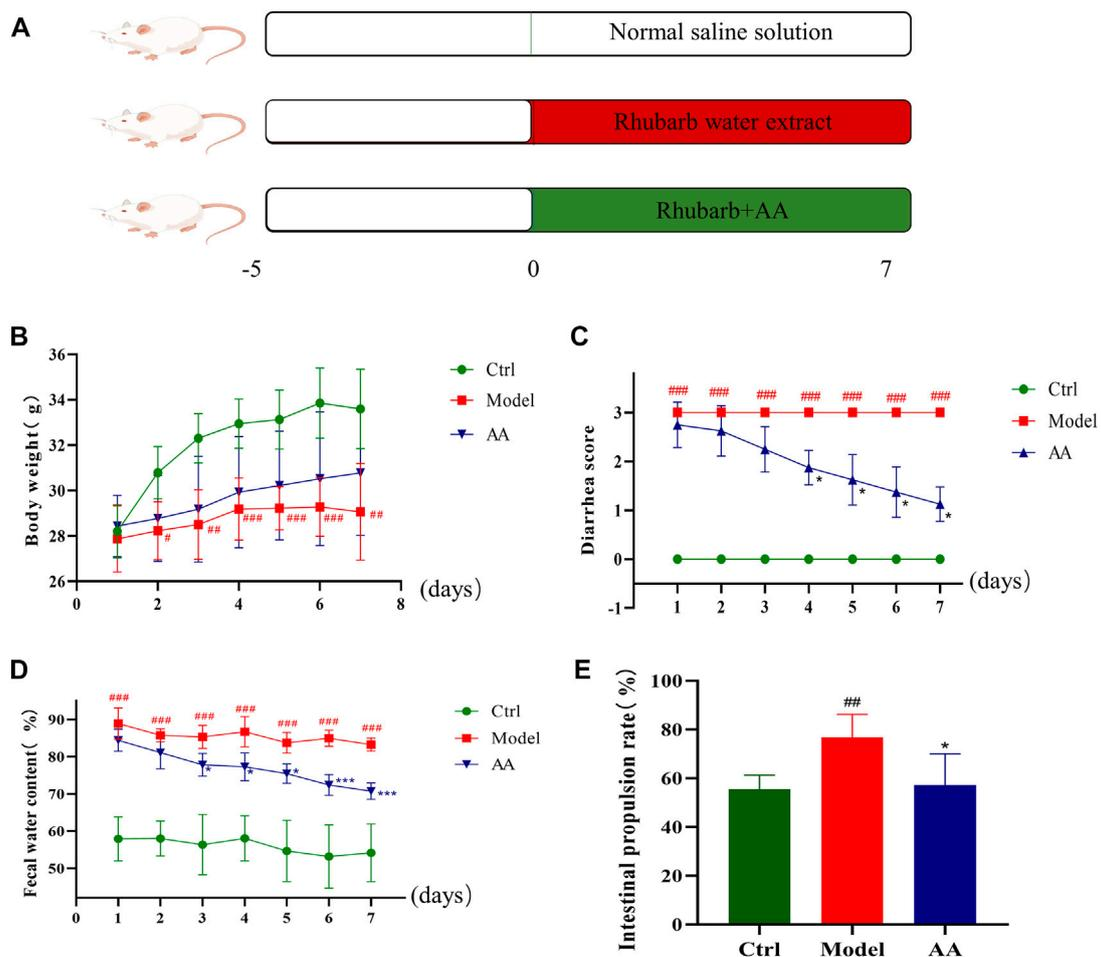 A
Normal saline solution
Rhubarb water extract
Rhubarb+AA
-5 0 7
B
Body weight( g)
36
34
32
30
28
26
0 2 4 6 8
(days)
# ## ### ### ### ##
Ctrl
Model
AA
C
Diarrhea score
3
2
1
0
-1
1 2 3 4 5 6 7
(days)
### ### ### ### ### ### ###
* * * *
Ctrl
Model
AA
D
Fecal water content( %)
90
80
70
60
50
0 1 2 3 4 5 6 7
(days)
### ### ### ### ### ### ###
* * * *** ***
Ctrl
Model
AA
E
Intestinal propulsion rate( %)
100
80
60
40
20
0
##
*
Ctrl Model AA